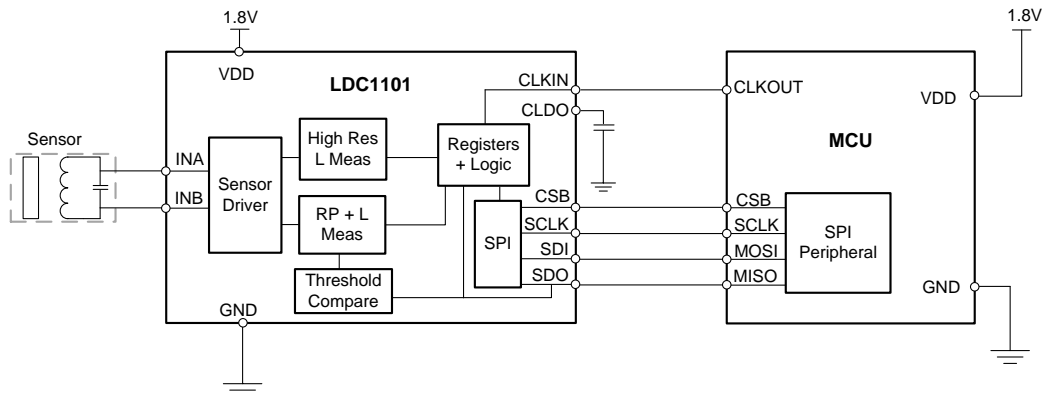 1.8V
1.8V
VDD
LDC1101
CLKIN
CLKOUT
VDD
CLDO
MCU
Sensor
High Res
L Meas
Registers
+ Logic
INA
Sensor
Driver
INB
CSB
CSB
SCLK
SCLK
RP + L
Meas
SPI
SPI
Peripheral
SDI
MOSI
SDO
MISO
Threshold
Compare
GND
GND